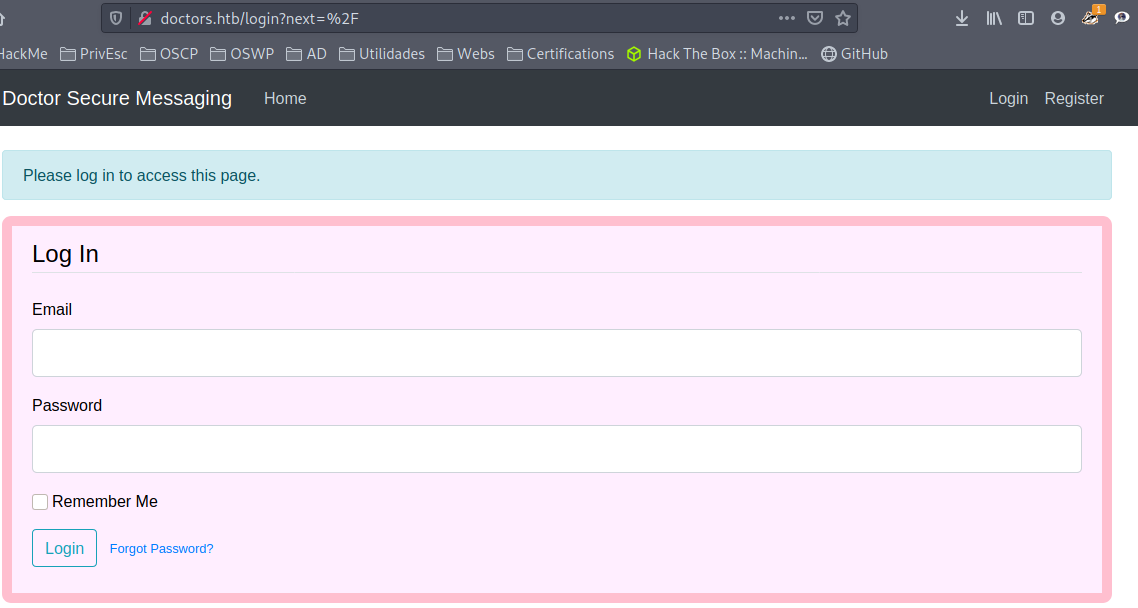 doctors.htb/login?next=%2F
1
HackMe PrivEsc OSCP OSWP AD Utilidades Webs Certifications Hack The Box :: Machin... GitHub
Doctor Secure Messaging Home Login Register
Please log in to access this page.
Log In
Email
Password
Remember Me
Login Forgot Password?